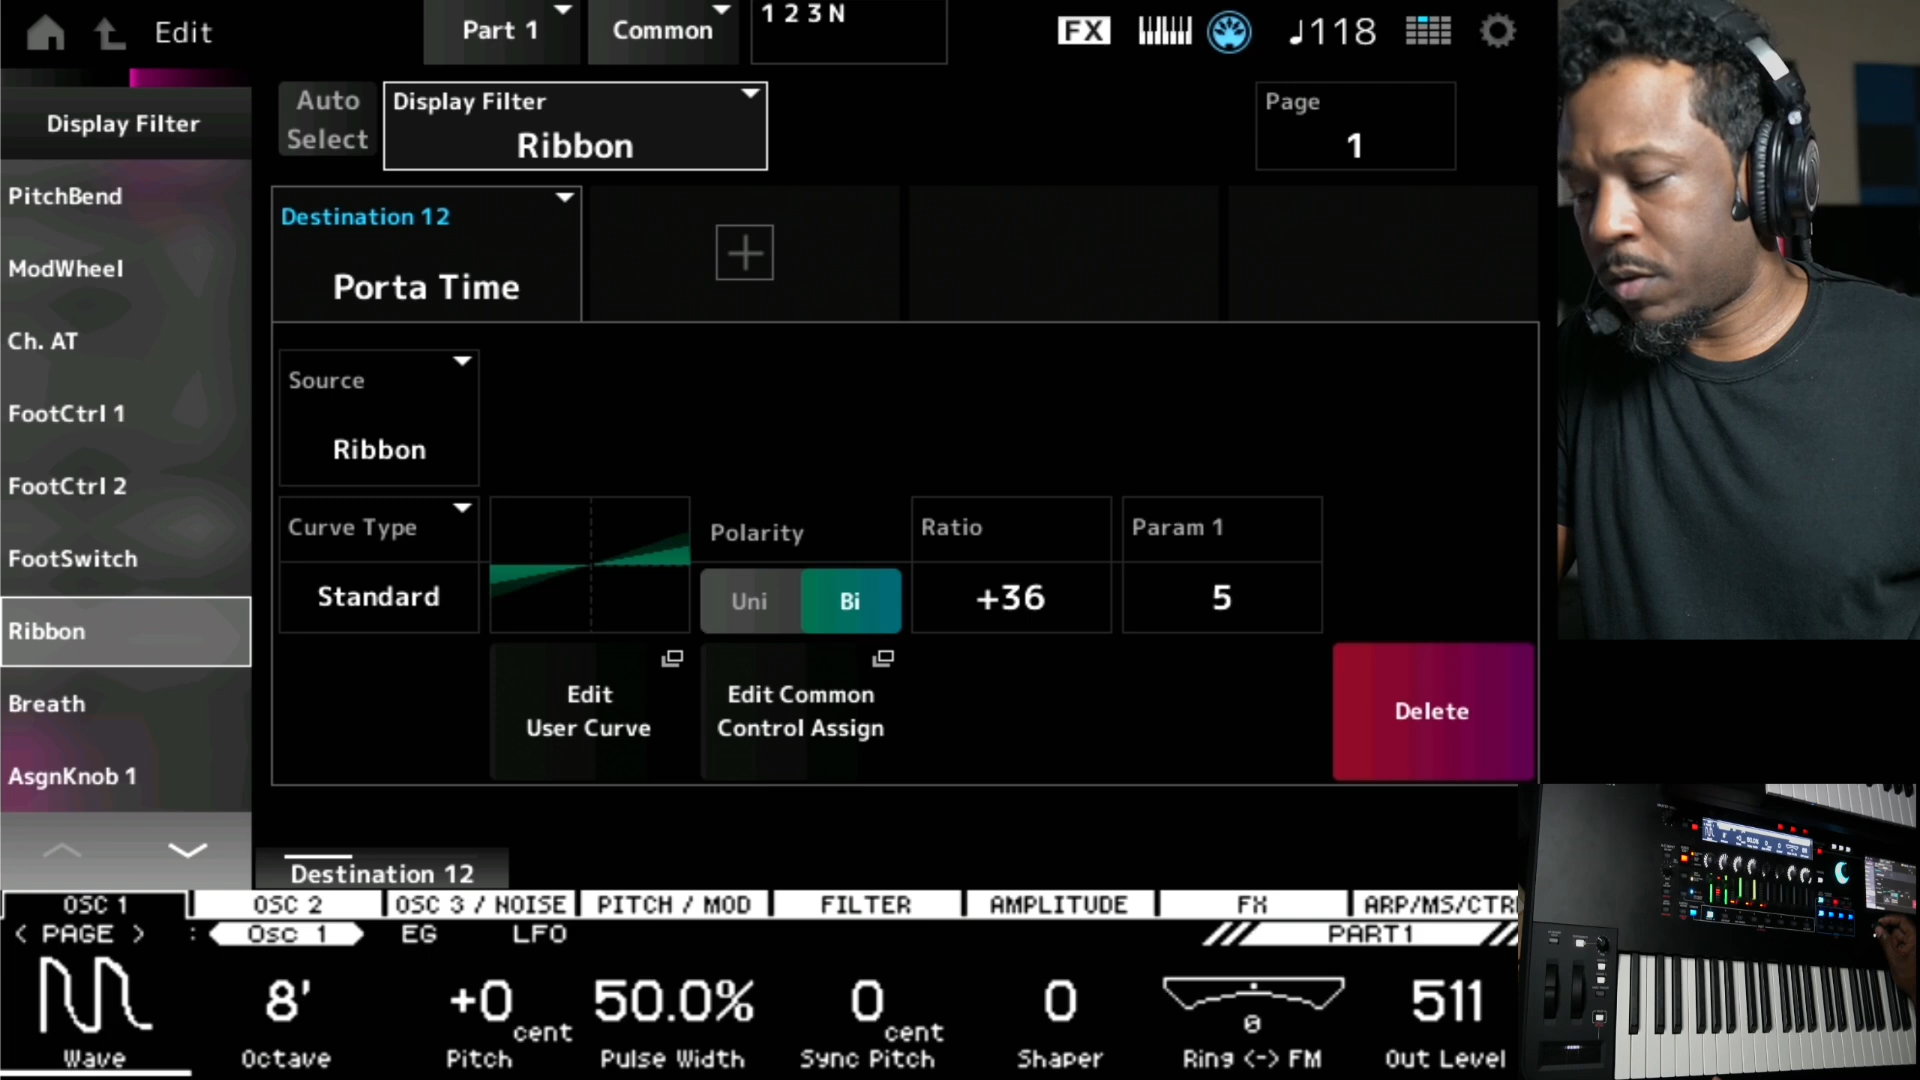 Edit
Part 1
Common
1 2 3 N
FX
♩118
Display Filter
PitchBend
ModWheel
Ch. AT
FootCtrl 1
FootCtrl 2
FootSwitch
Ribbon
Breath
AsgnKnob 1
Auto
Select
Display Filter
Ribbon
Page
1
Destination 12
Porta Time
Source
Ribbon
Curve Type
Standard
Polarity
Uni
Bi
Ratio
+36
Param 1
5
Edit
User Curve
Edit Common
Control Assign
Delete
Destination 12
OSC 1
OSC 2
OSC 3 / NOISE
PITCH / MOD
FILTER
AMPLITUDE
FX
ARP/MS/CTR
< PAGE > :
Osc 1
EG
LFO
PART1
Wave
8'
Octave
+0 cent
Pitch
50.0%
Pulse Width
0 cent
Sync Pitch
0
Shaper
0
Ring <-> FM
511
Out Level